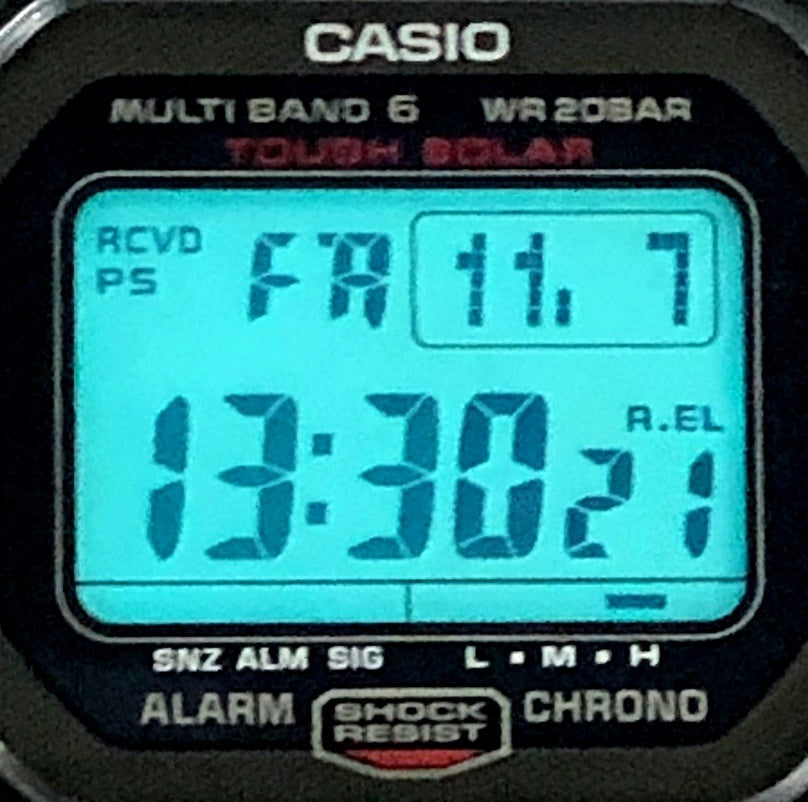 CASIO
MULTI BAND 6 WR20BAR
TOUGH SOLAR
RCVD
PS
FR 11. 7
A.EL
13:30 21
SNZ ALM SIG L • M • H
ALARM CHRONO
SHOCK
RESIST